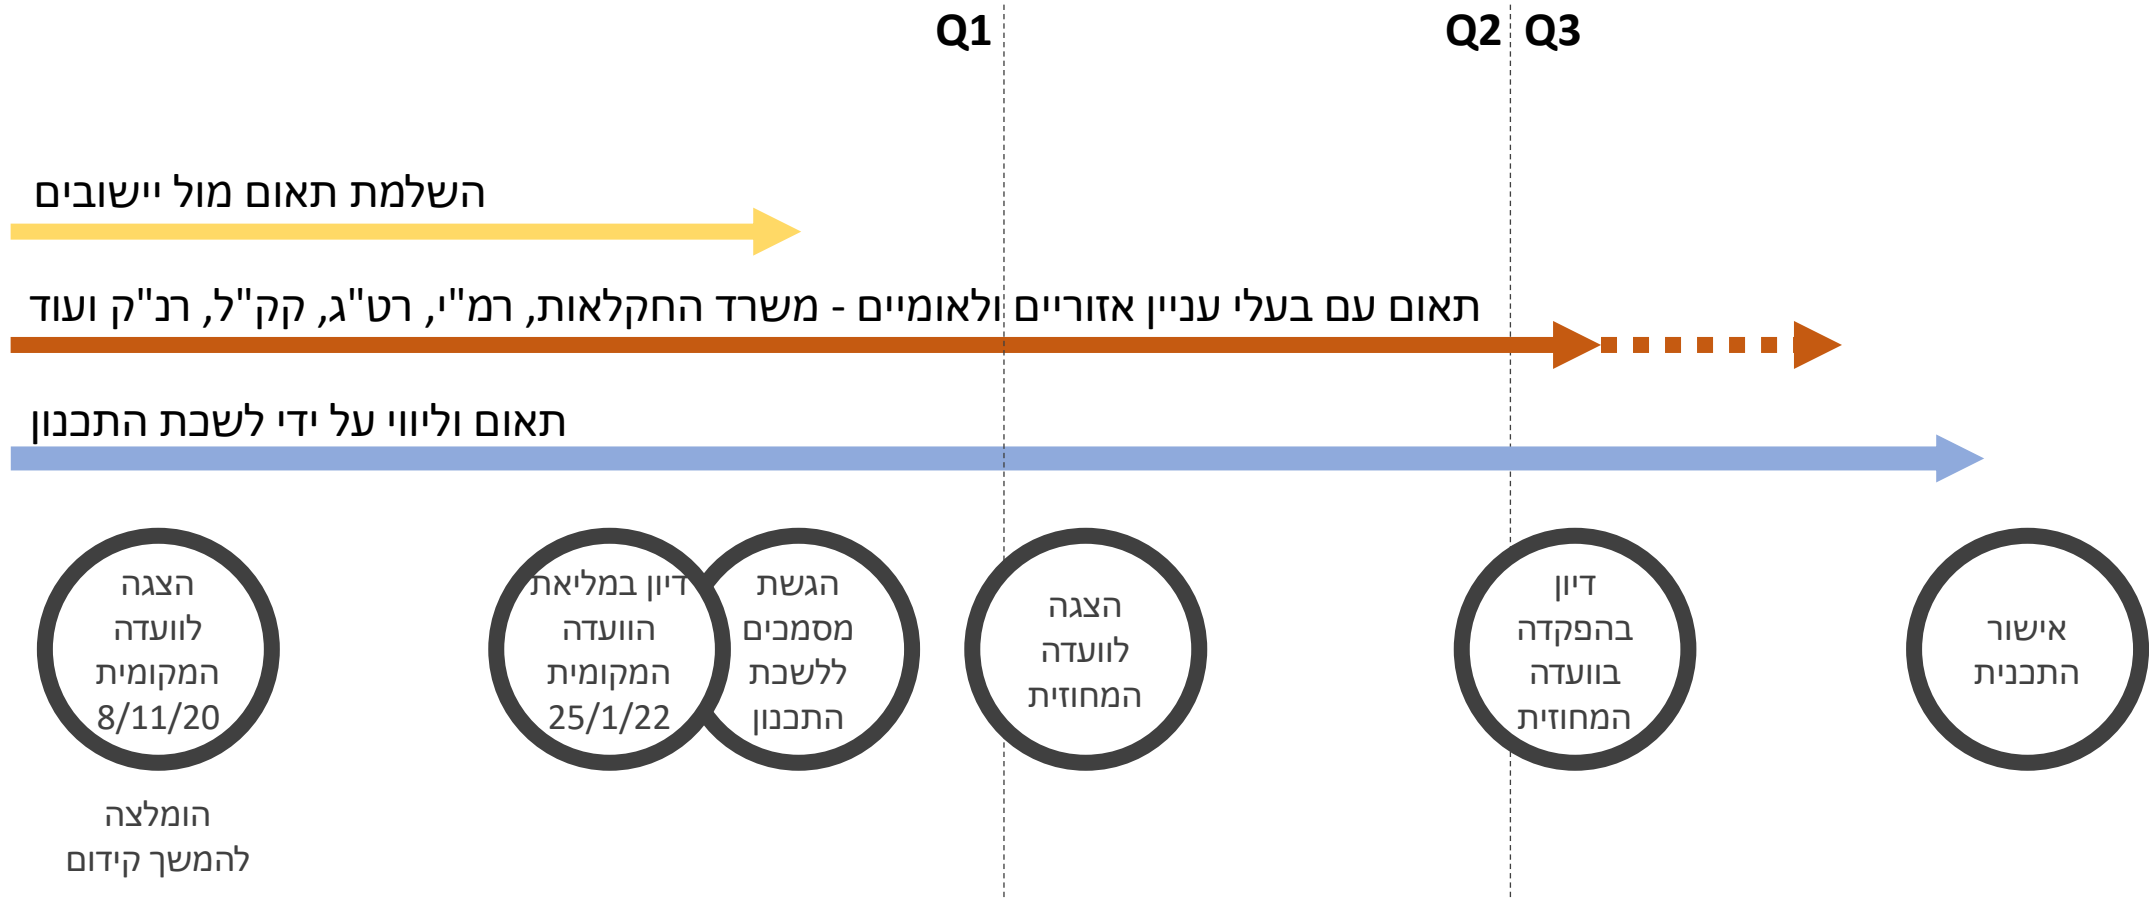 Q1
Q2
Q3
השלמת תאום מול יישובים
תאום עם בעלי עניין אזוריים ולאומיים - משרד החקלאות, רמ"י, רט"ג, קק"ל, רנ"ק ועוד
תאום וליווי על ידי לשכת התכנון
הצגה
לוועדה
המקומית
8/11/20
דיון במליאת
הוועדה
המקומית
25/1/22
הגשת
מסמכים
ללשכת
התכנון
הצגה
לוועדה
המחוזית
דיון
בהפקדה
בוועדה
המחוזית
אישור
התכנית
הומלצה
להמשך קידום